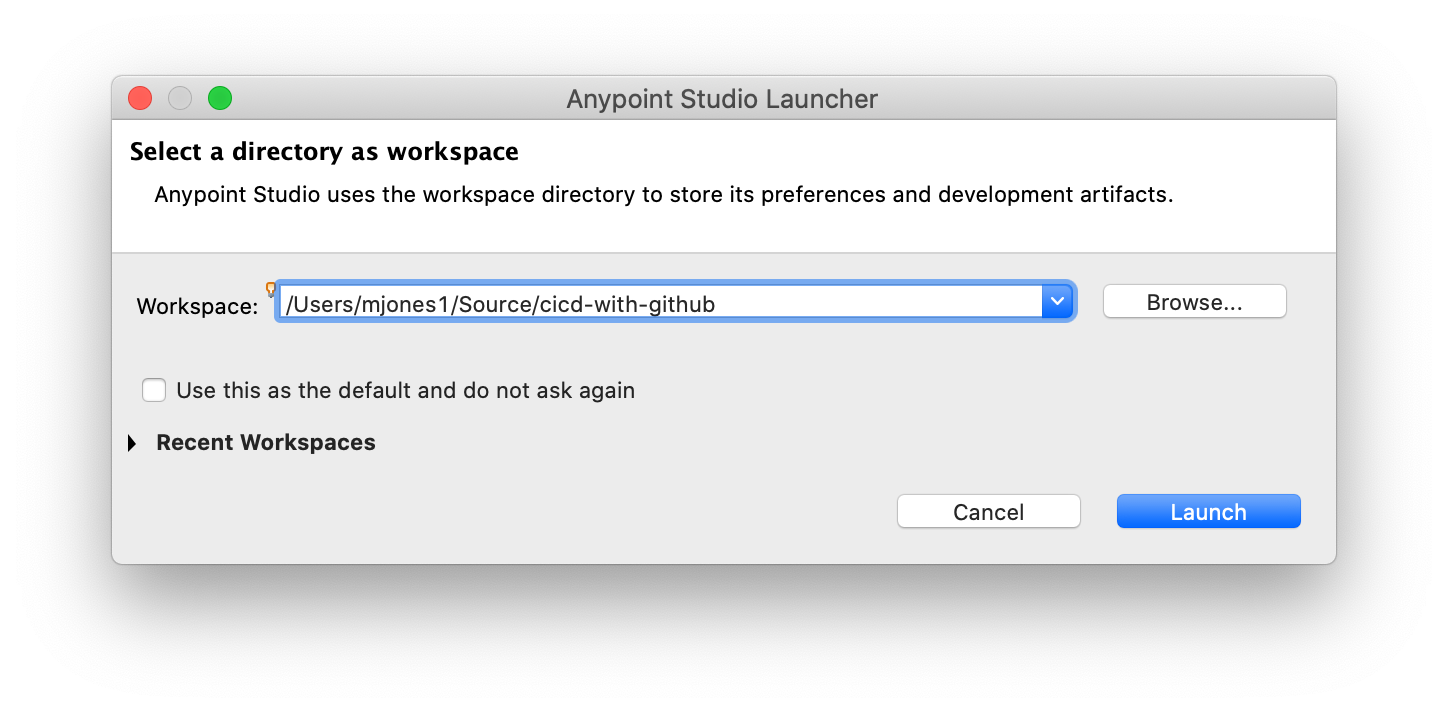 Anypoint Studio Launcher
Select a directory as workspace
Anypoint Studio uses the workspace directory to store its preferences and development artifacts.
Workspace: /Users/mjones1/Source/cicd-with-github Browse...
Use this as the default and do not ask again
Recent Workspaces
Cancel Launch